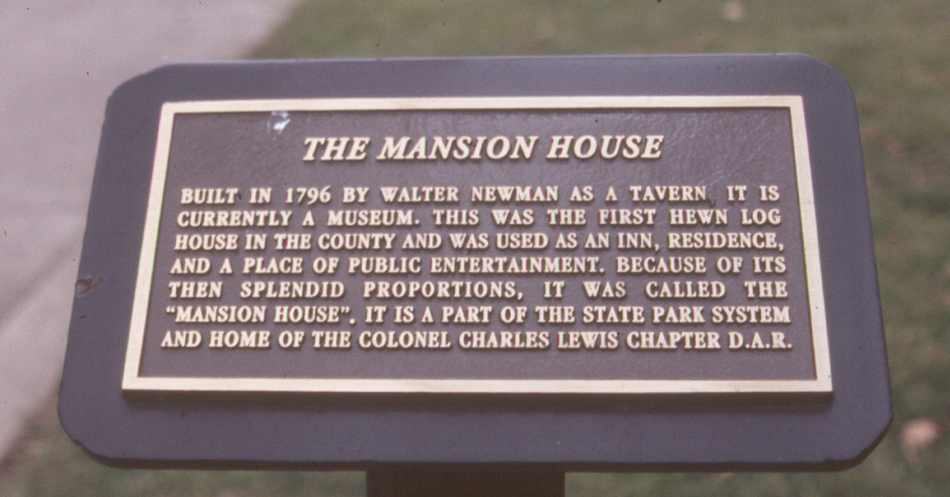 THE MANSION HOUSE
BUILT IN 1796 BY WALTER NEWMAN AS A TAVERN, IT IS
CURRENTLY A MUSEUM. THIS WAS THE FIRST HEWN LOG
HOUSE IN THE COUNTY AND WAS USED AS AN INN, RESIDENCE,
AND A PLACE OF PUBLIC ENTERTAINMENT. BECAUSE OF ITS
THEN SPLENDID PROPORTIONS, IT WAS CALLED THE
"MANSION HOUSE". IT IS A PART OF THE STATE PARK SYSTEM
AND HOME OF THE COLONEL CHARLES LEWIS CHAPTER D.A.R.